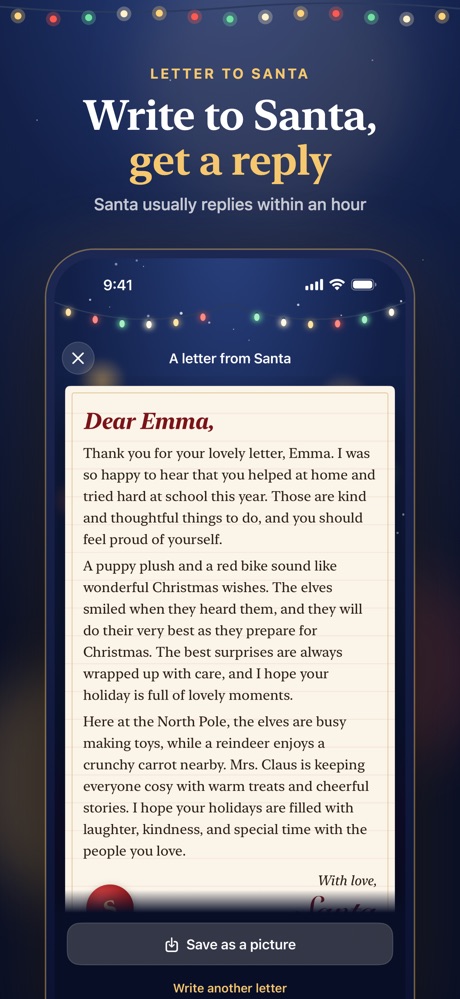 LETTER TO SANTA
Write to Santa,
get a reply
Santa usually replies within an hour
9:41
A letter from Santa
Dear Emma,
Thank you for your lovely letter, Emma. I was
so happy to hear that you helped at home and
tried hard at school this year. Those are kind
and thoughtful things to do, and you should
feel proud of yourself.
A puppy plush and a red bike sound like
wonderful Christmas wishes. The elves
smiled when they heard them, and they will
do their very best as they prepare for
Christmas. The best surprises are always
wrapped up with care, and I hope your
holiday is full of lovely moments.
Here at the North Pole, the elves are busy
making toys, while a reindeer enjoys a
crunchy carrot nearby. Mrs. Claus is keeping
everyone cosy with warm treats and cheerful
stories. I hope your holidays are filled with
laughter, kindness, and special time with the
people you love.
With love,
S
Santa
Save as a picture
Write another letter